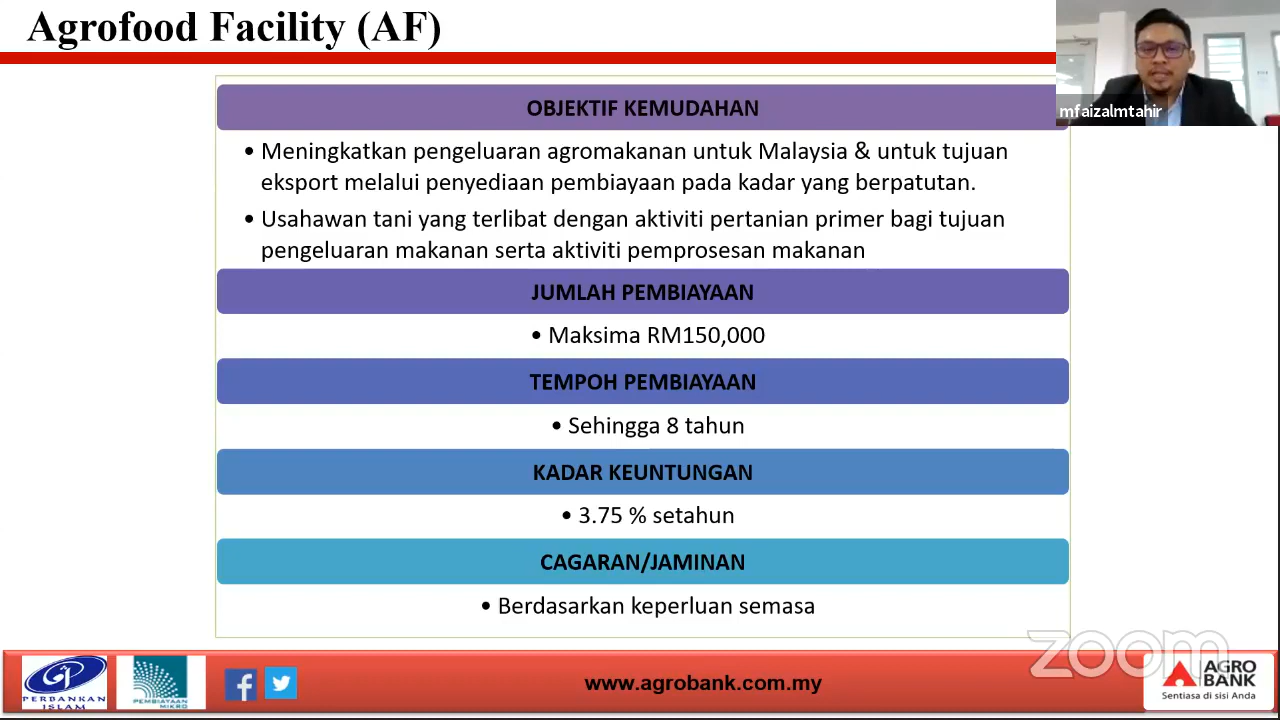 Agrofood Facility (AF)
mfaizalmtahir
OBJEKTIF KEMUDAHAN
• Meningkatkan pengeluaran agromakanan untuk Malaysia & untuk tujuan
eksport melalui penyediaan pembiayaan pada kadar yang berpatutan.
• Usahawan tani yang terlibat dengan aktiviti pertanian primer bagi tujuan
pengeluaran makanan serta aktiviti pemprosesan makanan
JUMLAH PEMBIAYAAN
• Maksima RM150,000
TEMPOH PEMBIAYAAN
• Sehingga 8 tahun
KADAR KEUNTUNGAN
• 3.75 % setahun
CAGARAN/JAMINAN
• Berdasarkan keperluan semasa
zoom
PERBANKAN
ISLAM
PEMBIAYAAN
MIKRO
f
www.agrobank.com.my
AGRO
BANK
Sentiasa di sisi Anda